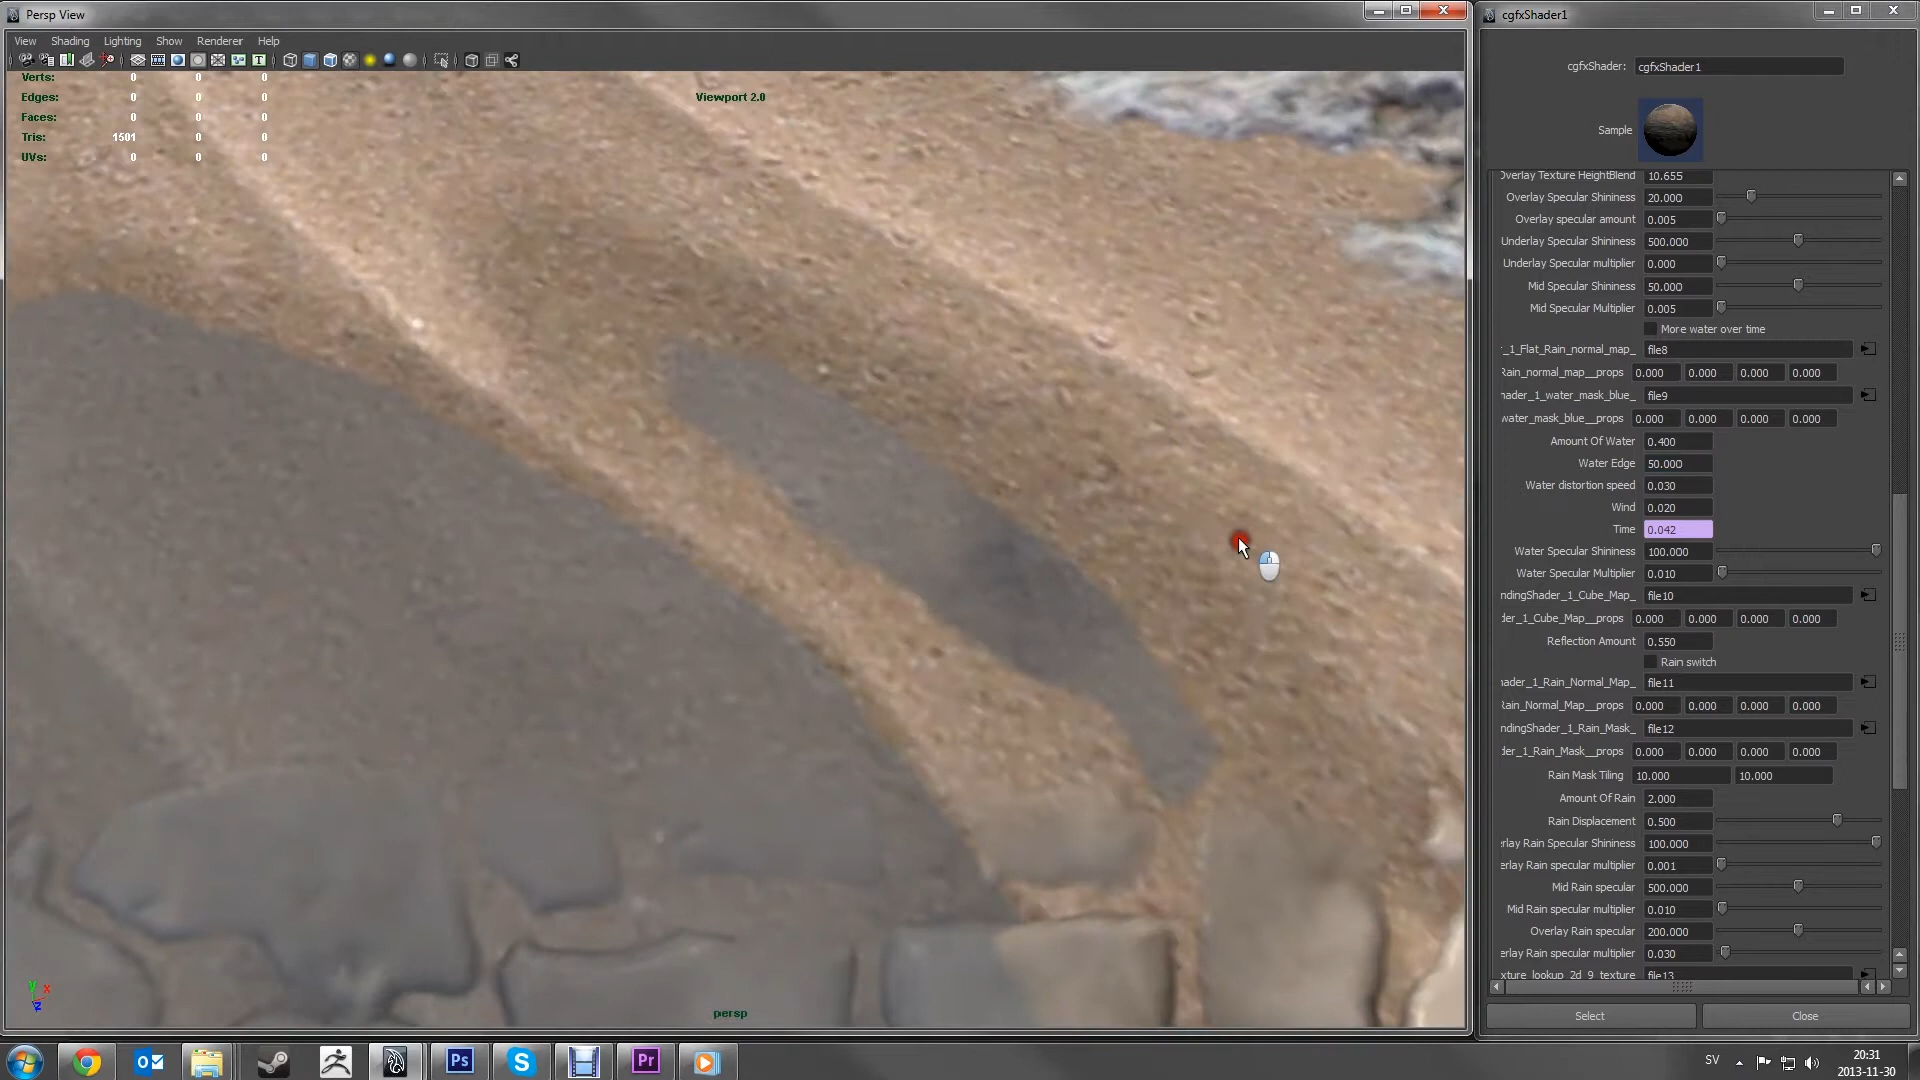 Persp View
View Shading Lighting Show Renderer Help
Verts: 0 0 0
Edges: 0 0 0
Faces: 0 0 0
Tris: 1501 0 0
UVs: 0 0 0
Viewport 2.0
persp
y x z
cgfxShader1
cgfxShader: cgfxShader1
Sample
Overlay Texture HeightBlend 10.655
Overlay Specular Shininess 20.000
Overlay specular amount 0.005
Underlay Specular Shininess 500.000
Underlay Specular multiplier 0.000
Mid Specular Shininess 50.000
Mid Specular Multiplier 0.005
More water over time
_1_Flat_Rain_normal_map_ file8
Rain_normal_map__props 0.000 0.000 0.000 0.000
ader_1_water_mask_blue_ file9
water_mask_blue__props 0.000 0.000 0.000 0.000
Amount Of Water 0.400
Water Edge 50.000
Water distortion speed 0.030
Wind 0.020
Time 0.042
Water Specular Shininess 100.000
Water Specular Multiplier 0.010
ndingShader_1_Cube_Map_ file10
der_1_Cube_Map__props 0.000 0.000 0.000 0.000
Reflection Amount 0.550
Rain switch
ader_1_Rain_Normal_Map_ file11
Rain_Normal_Map__props 0.000 0.000 0.000 0.000
ndingShader_1_Rain_Mask_ file12
der_1_Rain_Mask__props 0.000 0.000 0.000 0.000
Rain Mask Tiling 10.000 10.000
Amount Of Rain 2.000
Rain Displacement 0.500
erlay Rain Specular Shininess 100.000
erlay Rain specular multiplier 0.001
Mid Rain specular 500.000
Mid Rain specular multiplier 0.010
Overlay Rain specular 200.000
erlay Rain specular multiplier 0.030
xture_lookup_2d_9_texture file13
Select Close
Ps Pr
SV 20:31
2013-11-30